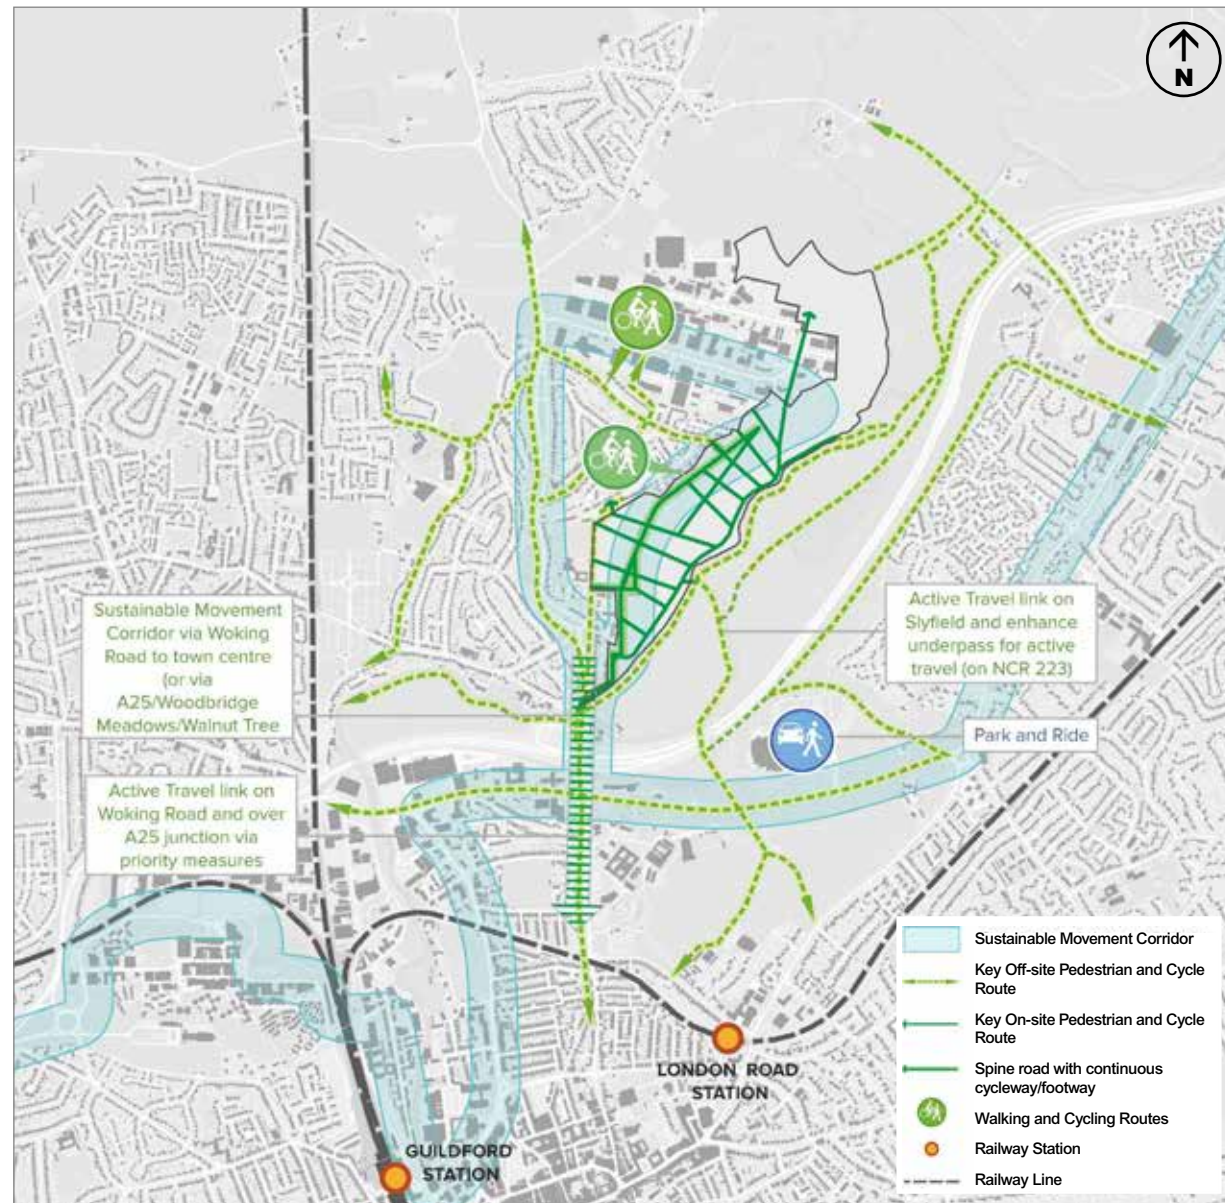 N
Sustainable Movement
Corridor via Woking
Road to town centre
(or via
A25/Woodbridge
Meadows/Walnut Tree
Active Travel link on
Woking Road and over
A25 junction via
priority measures
Active Travel link on
Slyfield and enhance
underpass for active
travel (on NCR 223)
Park and Ride
LONDON ROAD
STATION
GUILDFORD
STATION
Sustainable Movement Corridor
Key Off-site Pedestrian and Cycle
Route
Key On-site Pedestrian and Cycle
Route
Spine road with continuous
cycleway/footway
Walking and Cycling Routes
Railway Station
Railway Line